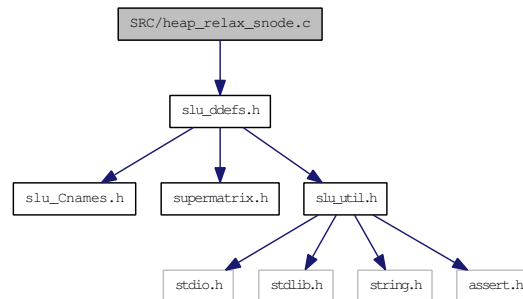 SRC/heap_relax_snode.c
slu_ddefs.h
slu_Cnames.h
supermatrix.h
slu_util.h
stdio.h
stdlib.h
string.h
assert.h